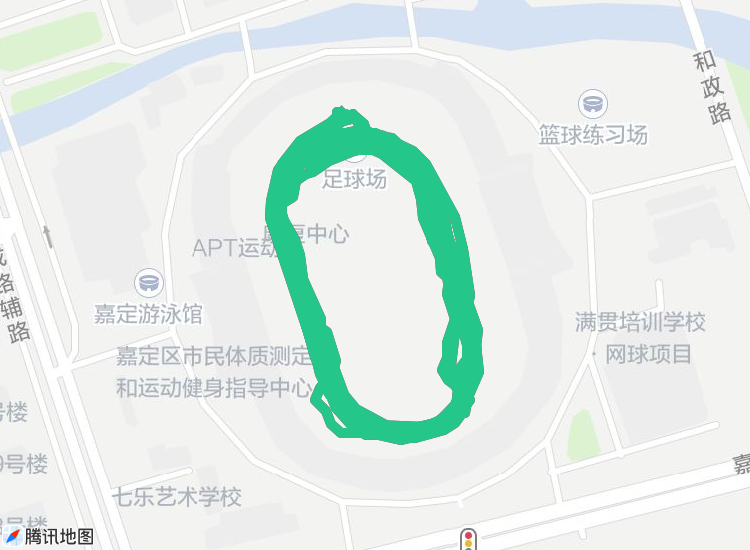 和政路
篮球练习场
足球场
中心
APT运动
嘉定游泳馆
路辅路
满贯培训学校
· 网球项目
嘉定区市民体质测定
和运动健身指导中心
号楼
9号楼
七乐艺术学校
嘉
号楼
腾讯地图